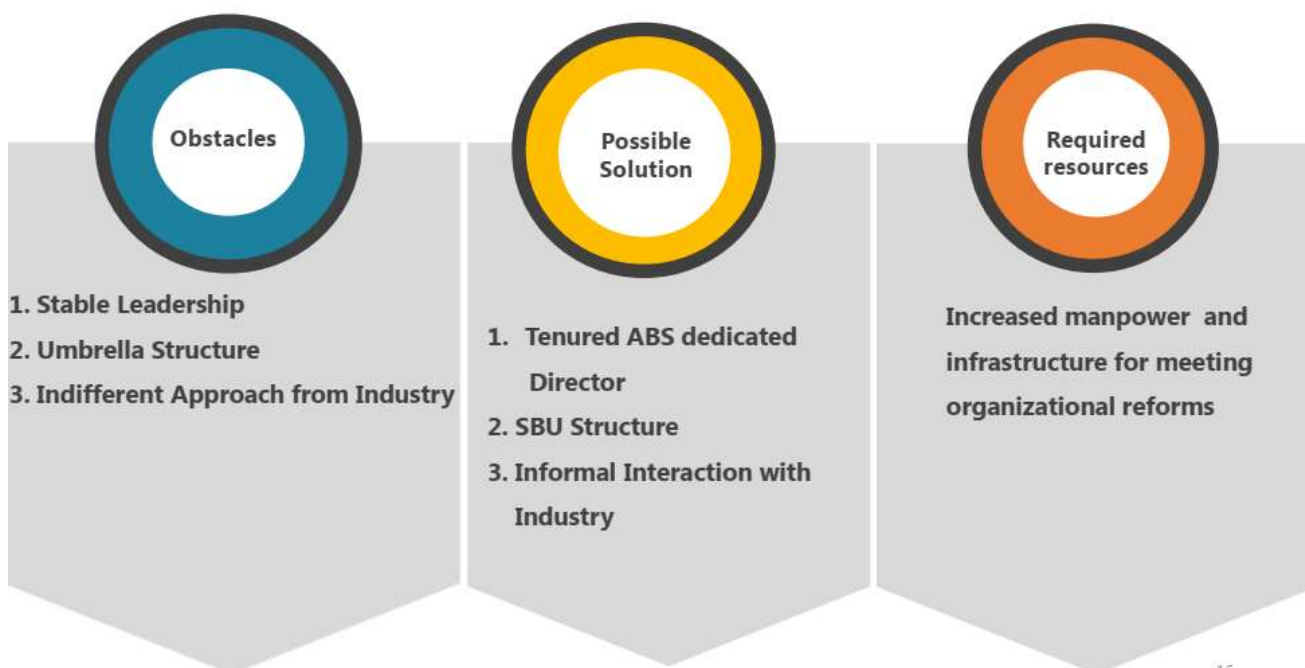 Obstacles
1. Stable Leadership
2. Umbrella Structure
3. Indifferent Approach from Industry
Possible
Solution
1. Tenured ABS dedicated
Director
2. SBU Structure
3. Informal Interaction with
Industry
Required
resources
Increased manpower and
infrastructure for meeting
organizational reforms